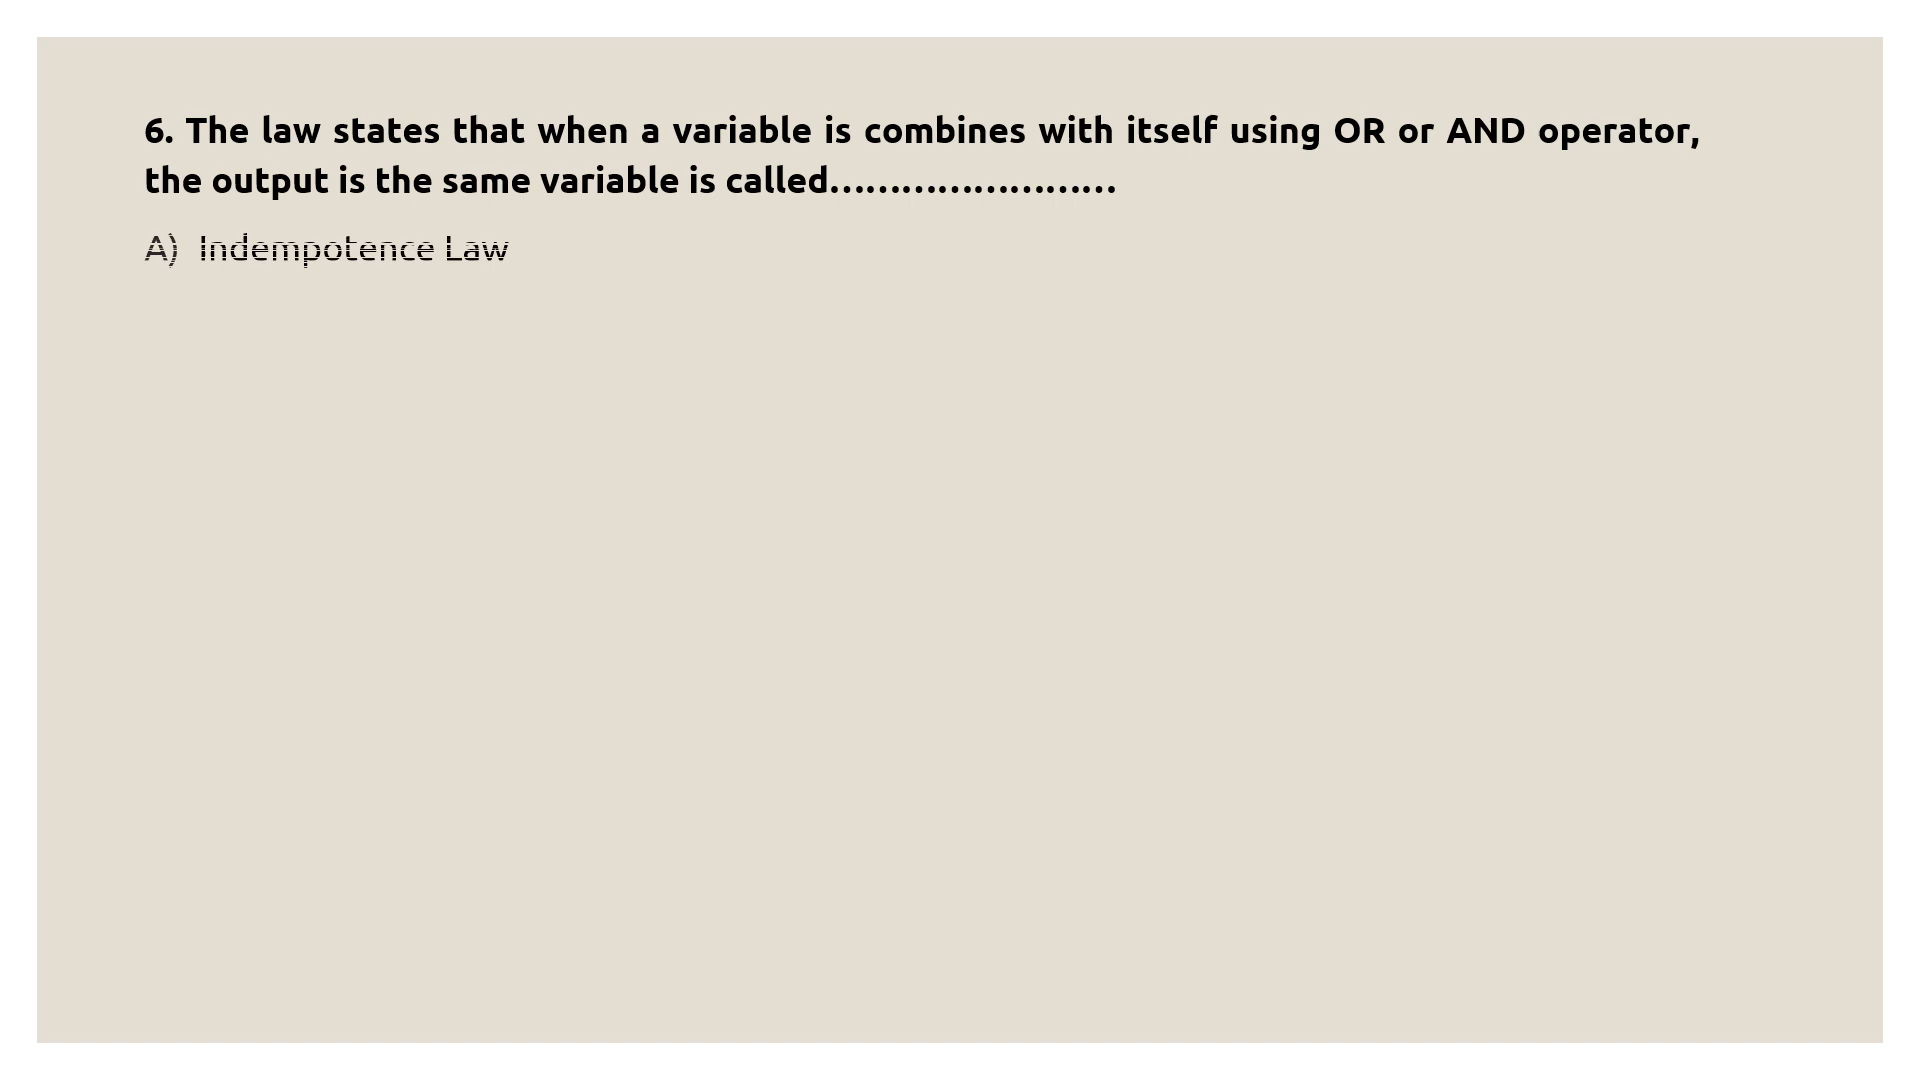 6. The law states that when a variable is combines with itself using OR or AND operator,
the output is the same variable is called……………………
A) Indempotence Law